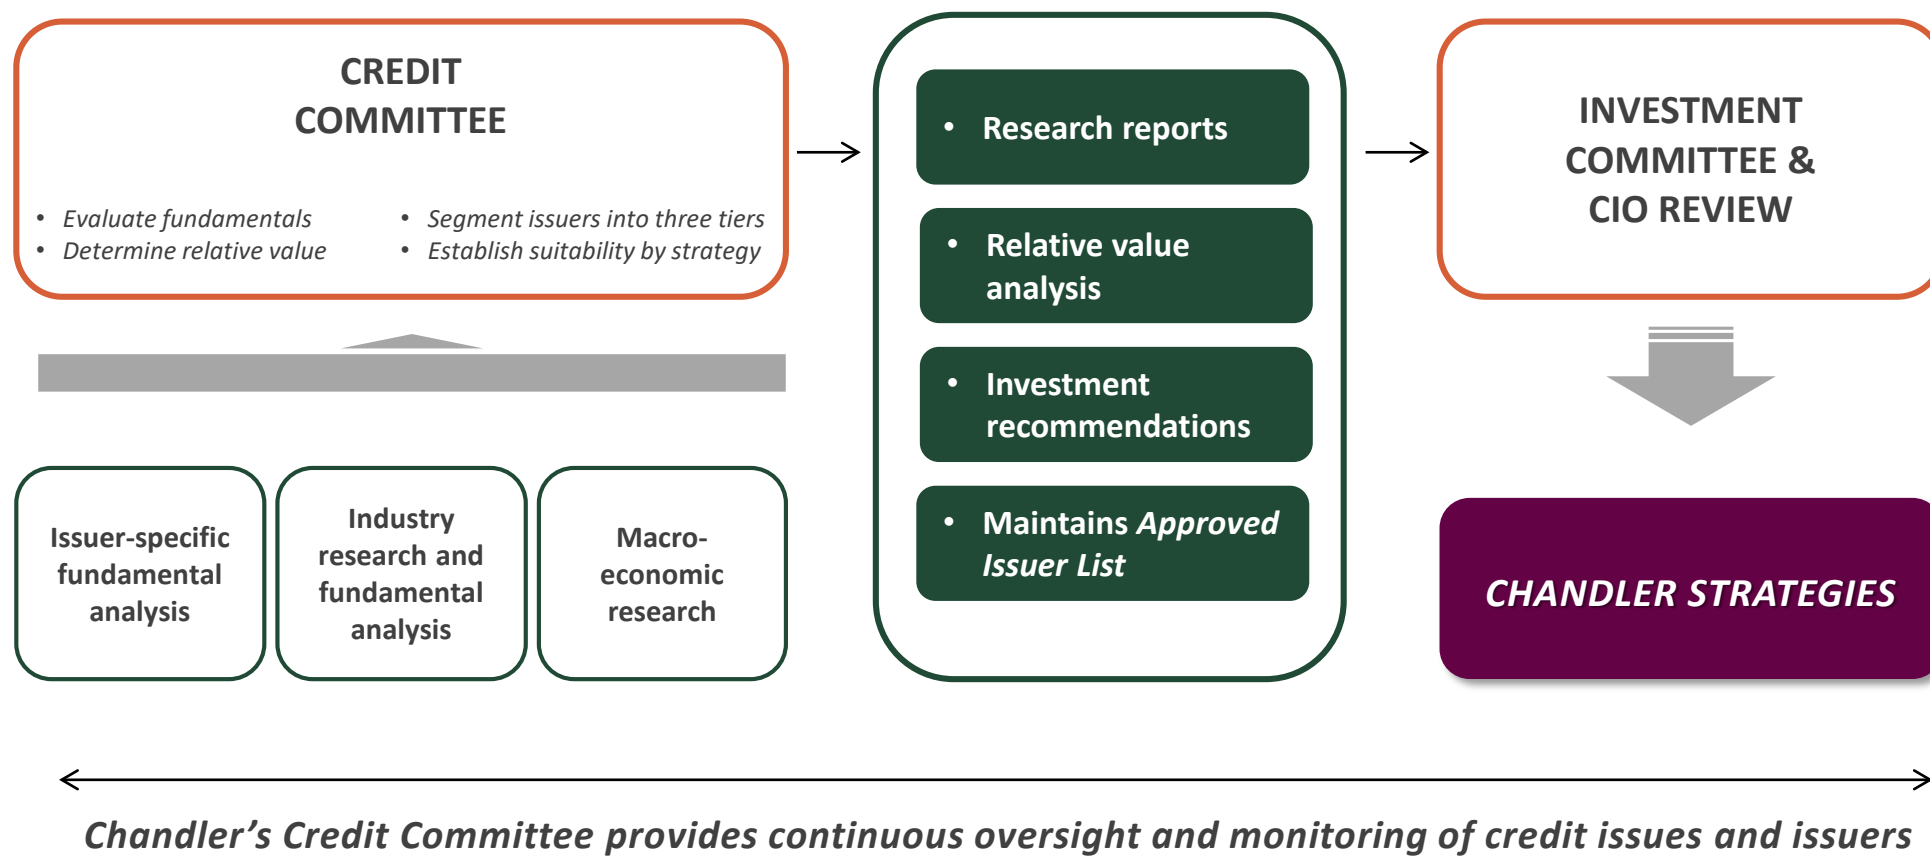 CREDIT
COMMITTEE
• Evaluate fundamentals
• Determine relative value
• Segment issuers into three tiers
• Establish suitability by strategy
Issuer-specific
fundamental
analysis
Industry
research and
fundamental
analysis
Macro-
economic
research
• Research reports
• Relative value
analysis
• Investment
recommendations
• Maintains Approved
Issuer List
INVESTMENT
COMMITTEE &
CIO REVIEW
CHANDLER STRATEGIES
Chandler’s Credit Committee provides continuous oversight and monitoring of credit issues and issuers